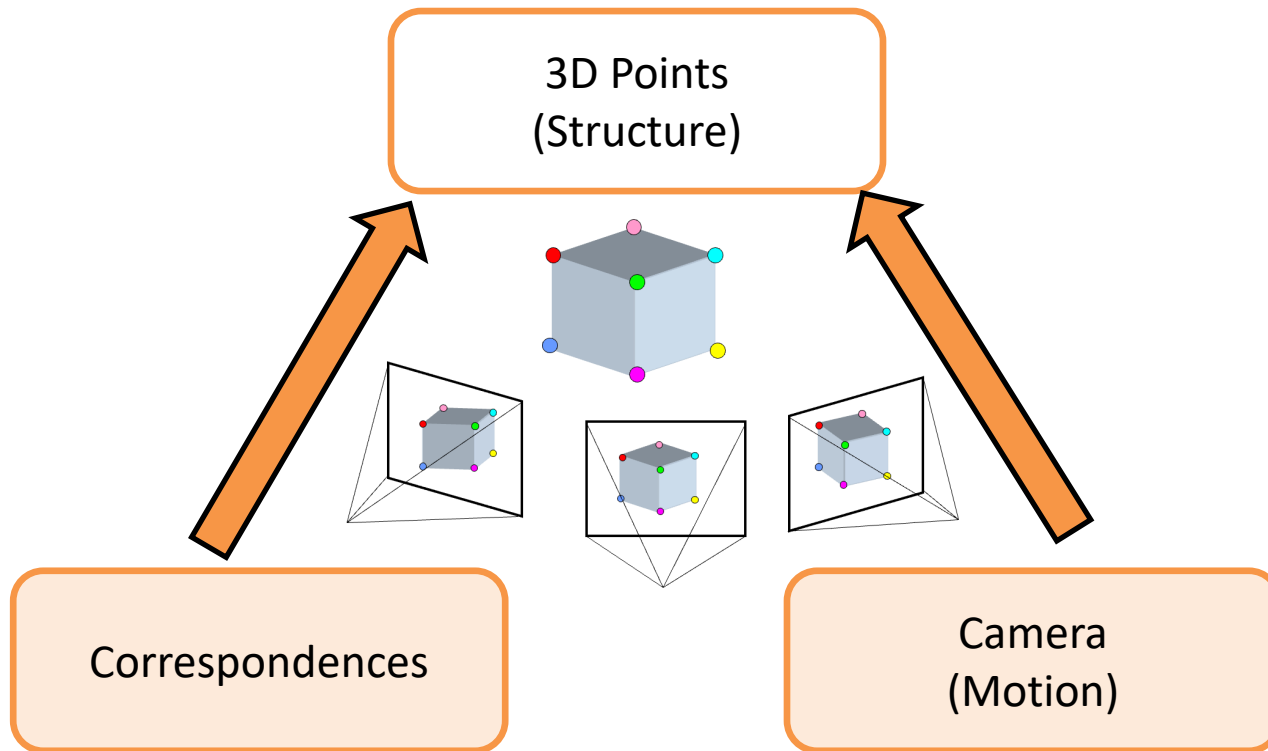 3D Points
(Structure)
Correspondences
Camera
(Motion)